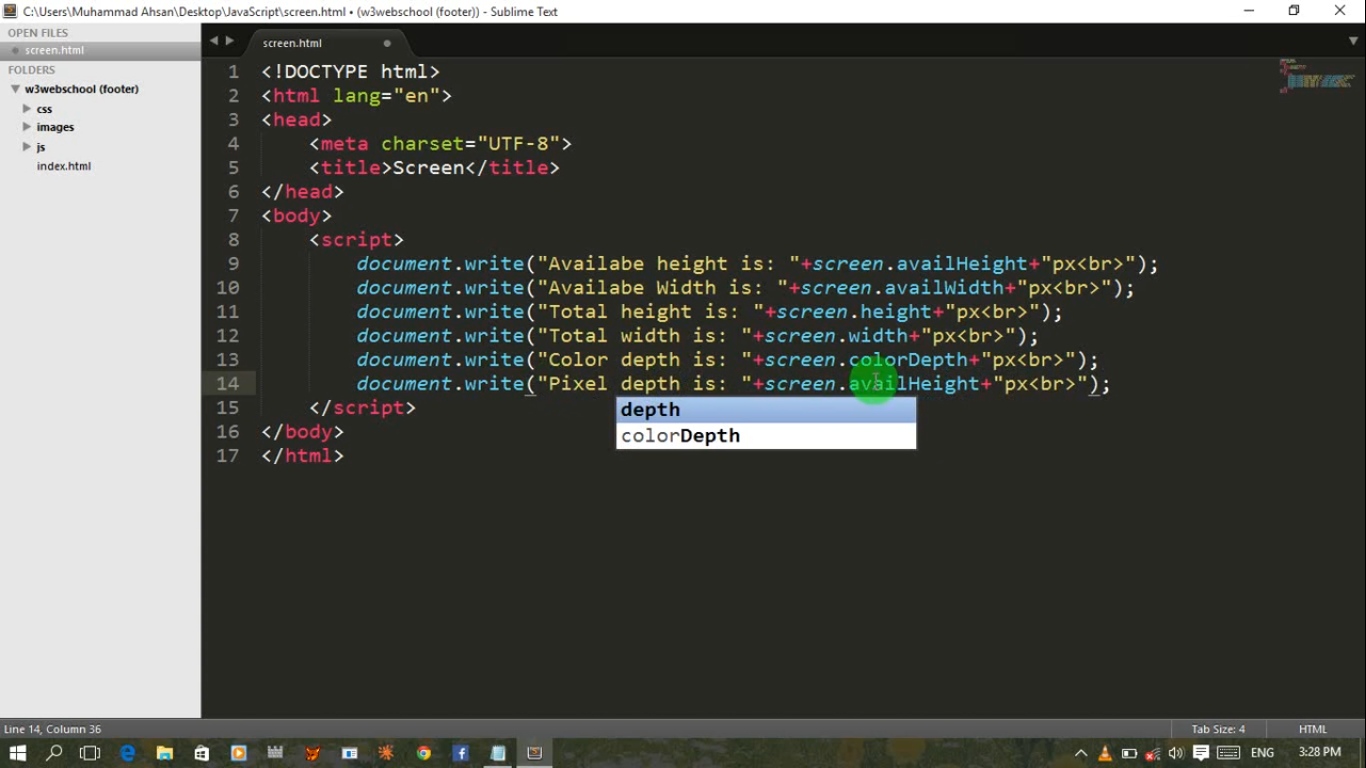 C:\Users\Muhammad Ahsan\Desktop\JavaScript\screen.html • (w3webschool (footer)) - Sublime Text
OPEN FILES
screen.html
FOLDERS
w3webschool (footer)
css
images
js
index.html
screen.html
1 <!DOCTYPE html>
2 <html lang="en">
3 <head>
4 <meta charset="UTF-8">
5 <title>Screen</title>
6 </head>
7 <body>
8 <script>
9 document.write("Availabe height is: "+screen.availHeight+"px<br>");
10 document.write("Availabe Width is: "+screen.availWidth+"px<br>");
11 document.write("Total height is: "+screen.height+"px<br>");
12 document.write("Total width is: "+screen.width+"px<br>");
13 document.write("Color depth is: "+screen.colorDepth+"px<br>");
14 document.write("Pixel depth is: "+screen.availHeight+"px<br>");
depth
15 </script>
colorDepth
16 </body>
17 </html>
Line 14, Column 36
Tab Size: 4
HTML
ENG
3:28 PM